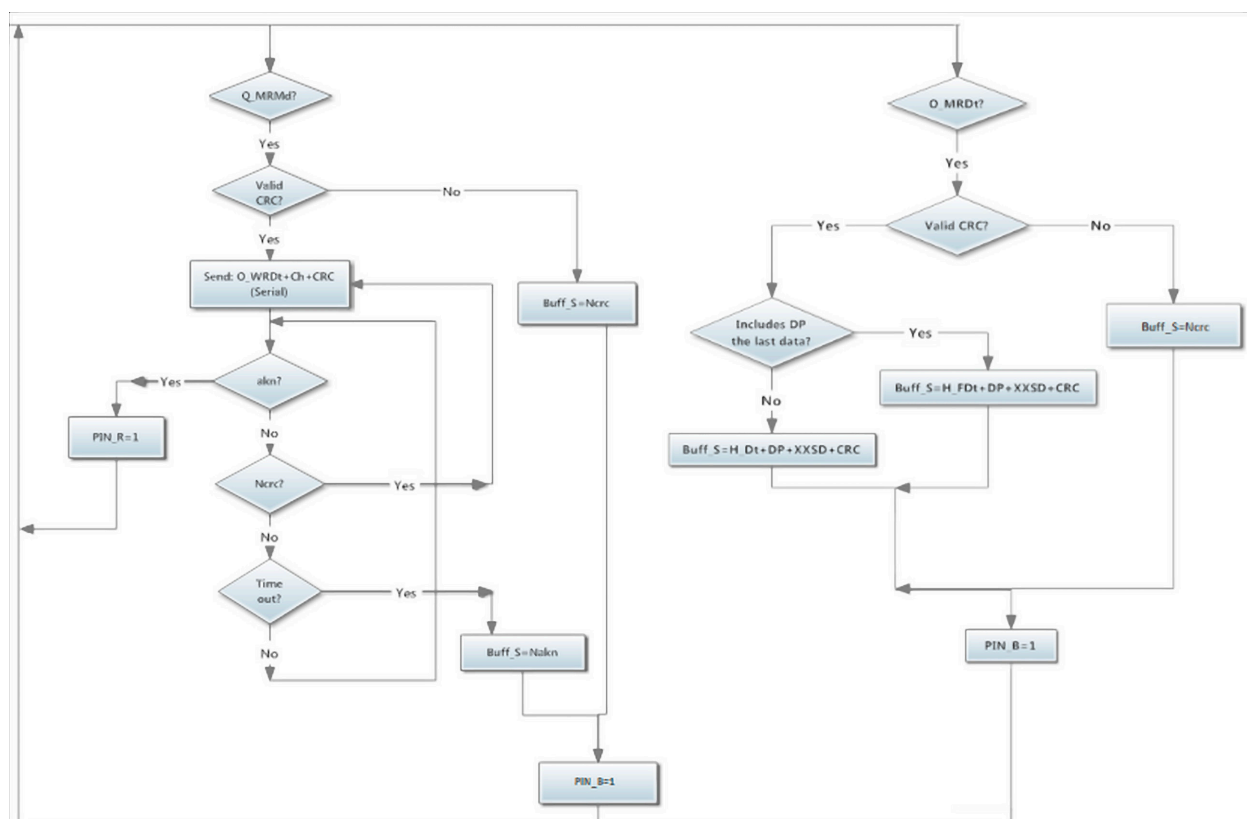 Q_MRMd?
Yes
Valid
CRC?
No
Yes
Send: O_WRDt+Ch+CRC
(Serial)
Buff_S=Ncrc
akn?
Yes
PIN_R=1
No
Ncrc?
Yes
No
Time
out?
Yes
No
Buff_S=Nakn
PIN_B=1
O_MRDt?
Yes
Valid CRC?
Yes
No
Includes DP
the last data?
Yes
Buff_S=Ncrc
No
Buff_S=H_FDt+DP+XXSD+CRC
Buff_S=H_Dt+DP+XXSD+CRC
PIN_B=1